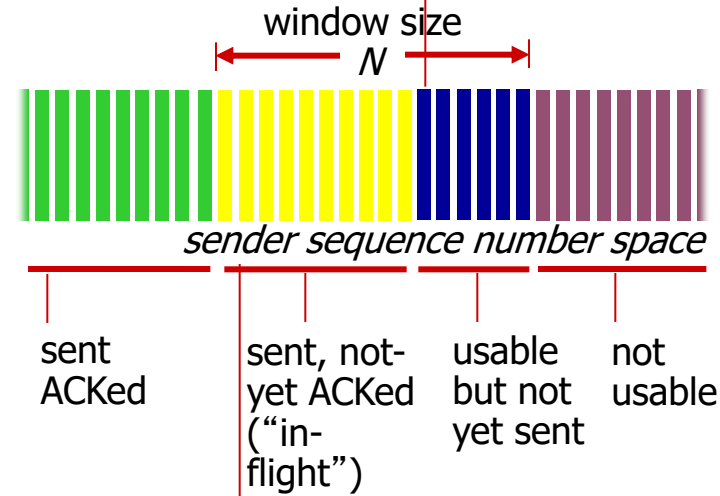 window size
N
sender sequence number space
sent
ACKed
sent, not-
yet ACKed
(“in-
flight”)
usable
but not
yet sent
not
usable